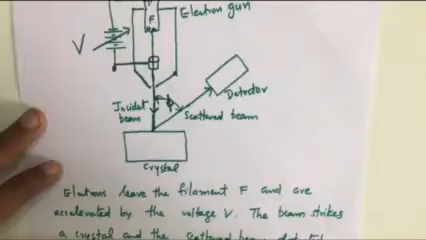 F
Electron gun
V
ϕ
Detector
Incident Scattered beam
beam
Crystal
Electrons leave the filament F and are
accelerated by the voltage V. The beam strikes
a crystal and the scattered beam